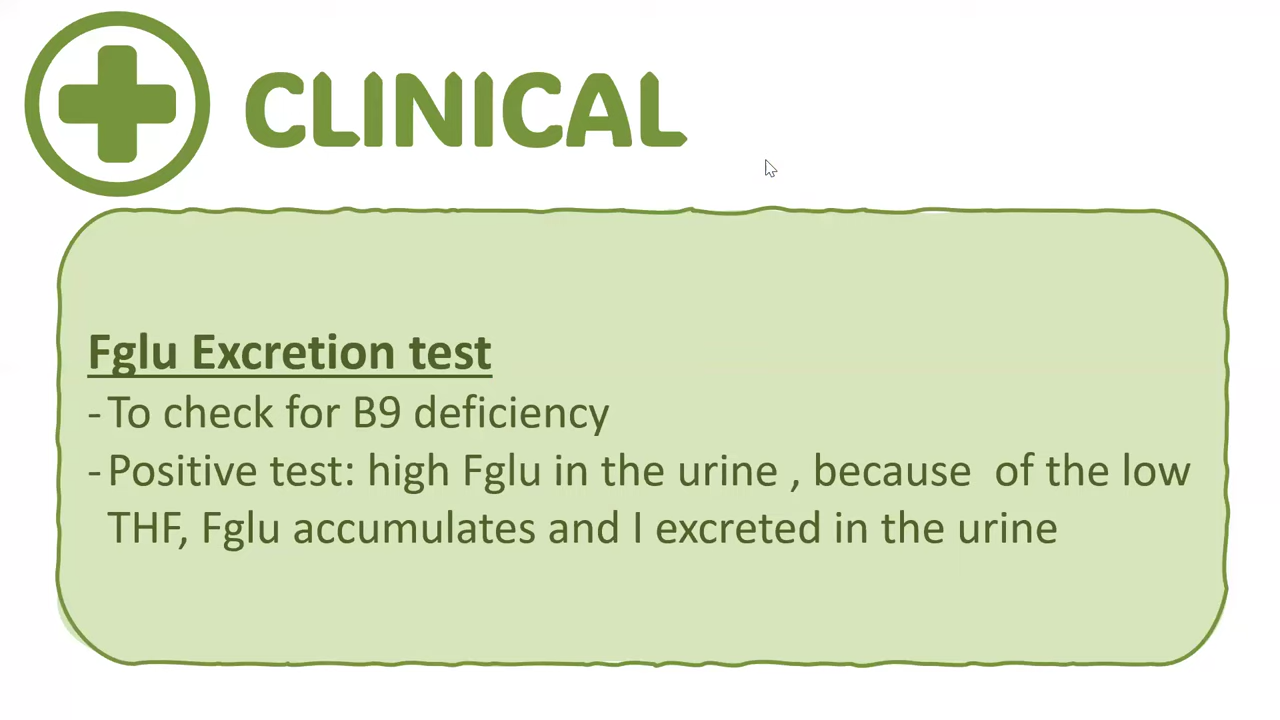 CLINICAL
Fglu Excretion test
- To check for B9 deficiency
- Positive test: high Fglu in the urine , because  of the low
THF, Fglu accumulates and I excreted in the urine